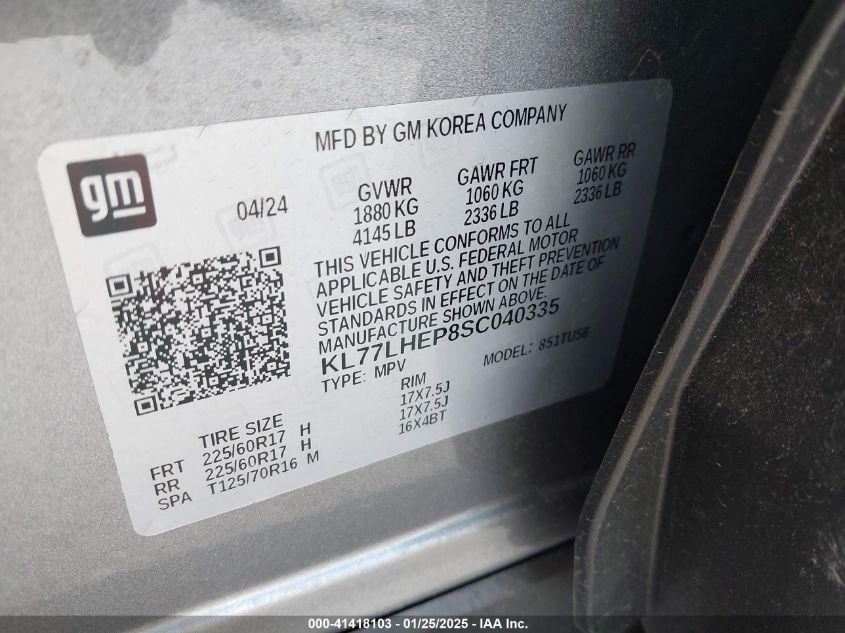 MFD BY GM KOREA COMPANY
gm
04/24
GVWR
1880 KG
4145 LB
GAWR FRT
1060 KG
2336 LB
GAWR RR
1060 KG
2336 LB
THIS VEHICLE CONFORMS TO ALL
APPLICABLE U.S. FEDERAL MOTOR
VEHICLE SAFETY AND THEFT PREVENTION
STANDARDS IN EFFECT ON THE DATE OF
MANUFACTURE SHOWN ABOVE.
KL77LHEP8SC040335
TYPE: MPV
MODEL: 851TU58
TIRE SIZE RIM
FRT 225/60R17 H 17X7.5J
RR 225/60R17 H 17X7.5J
SPA T125/70R16 M 16X4BT
000-41418103 - 01/25/2025 - IAA Inc.